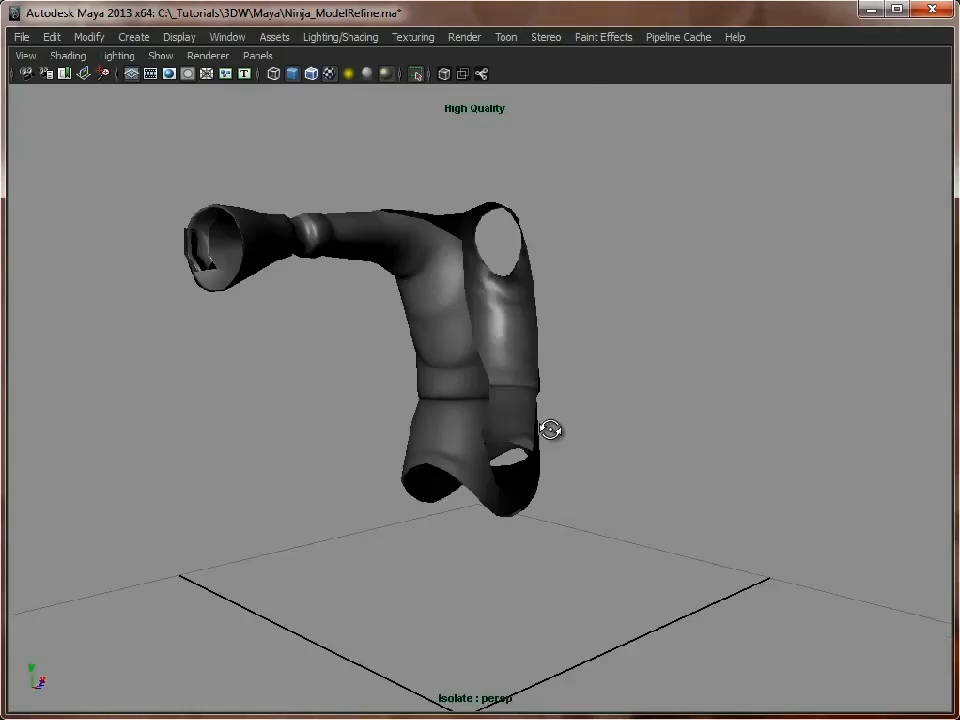 Autodesk Maya 2013 x64: C:\_Tutorials\3DW\Maya\Ninja_ModelRefine.ma*
File Edit Modify Create Display Window Assets Lighting/Shading Texturing Render Toon Stereo Paint Effects Pipeline Cache Help
View Shading Lighting Show Renderer Panels
High Quality
Isolate : persp